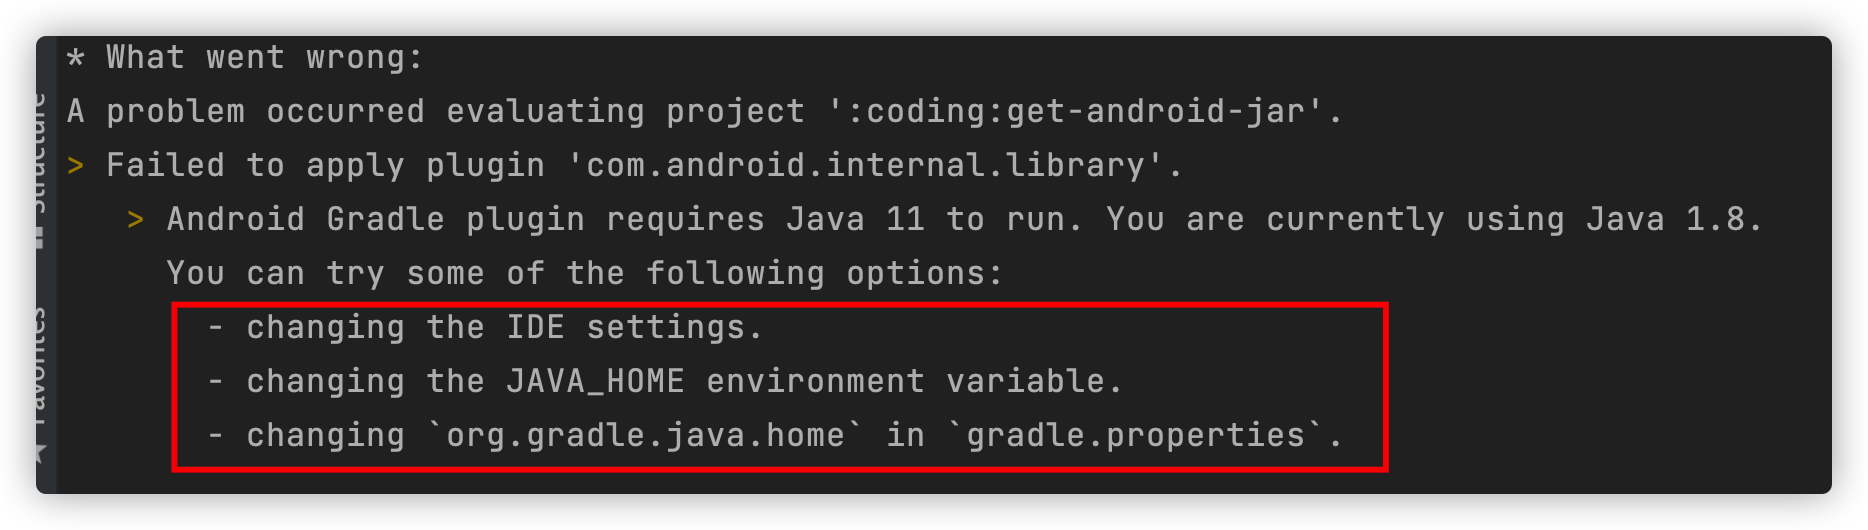 * What went wrong:
A problem occurred evaluating project ':coding:get-android-jar'.
> Failed to apply plugin 'com.android.internal.library'.
> Android Gradle plugin requires Java 11 to run. You are currently using Java 1.8.
You can try some of the following options:
- changing the IDE settings.
- changing the JAVA_HOME environment variable.
- changing `org.gradle.java.home` in `gradle.properties`.
Structure
Favorites